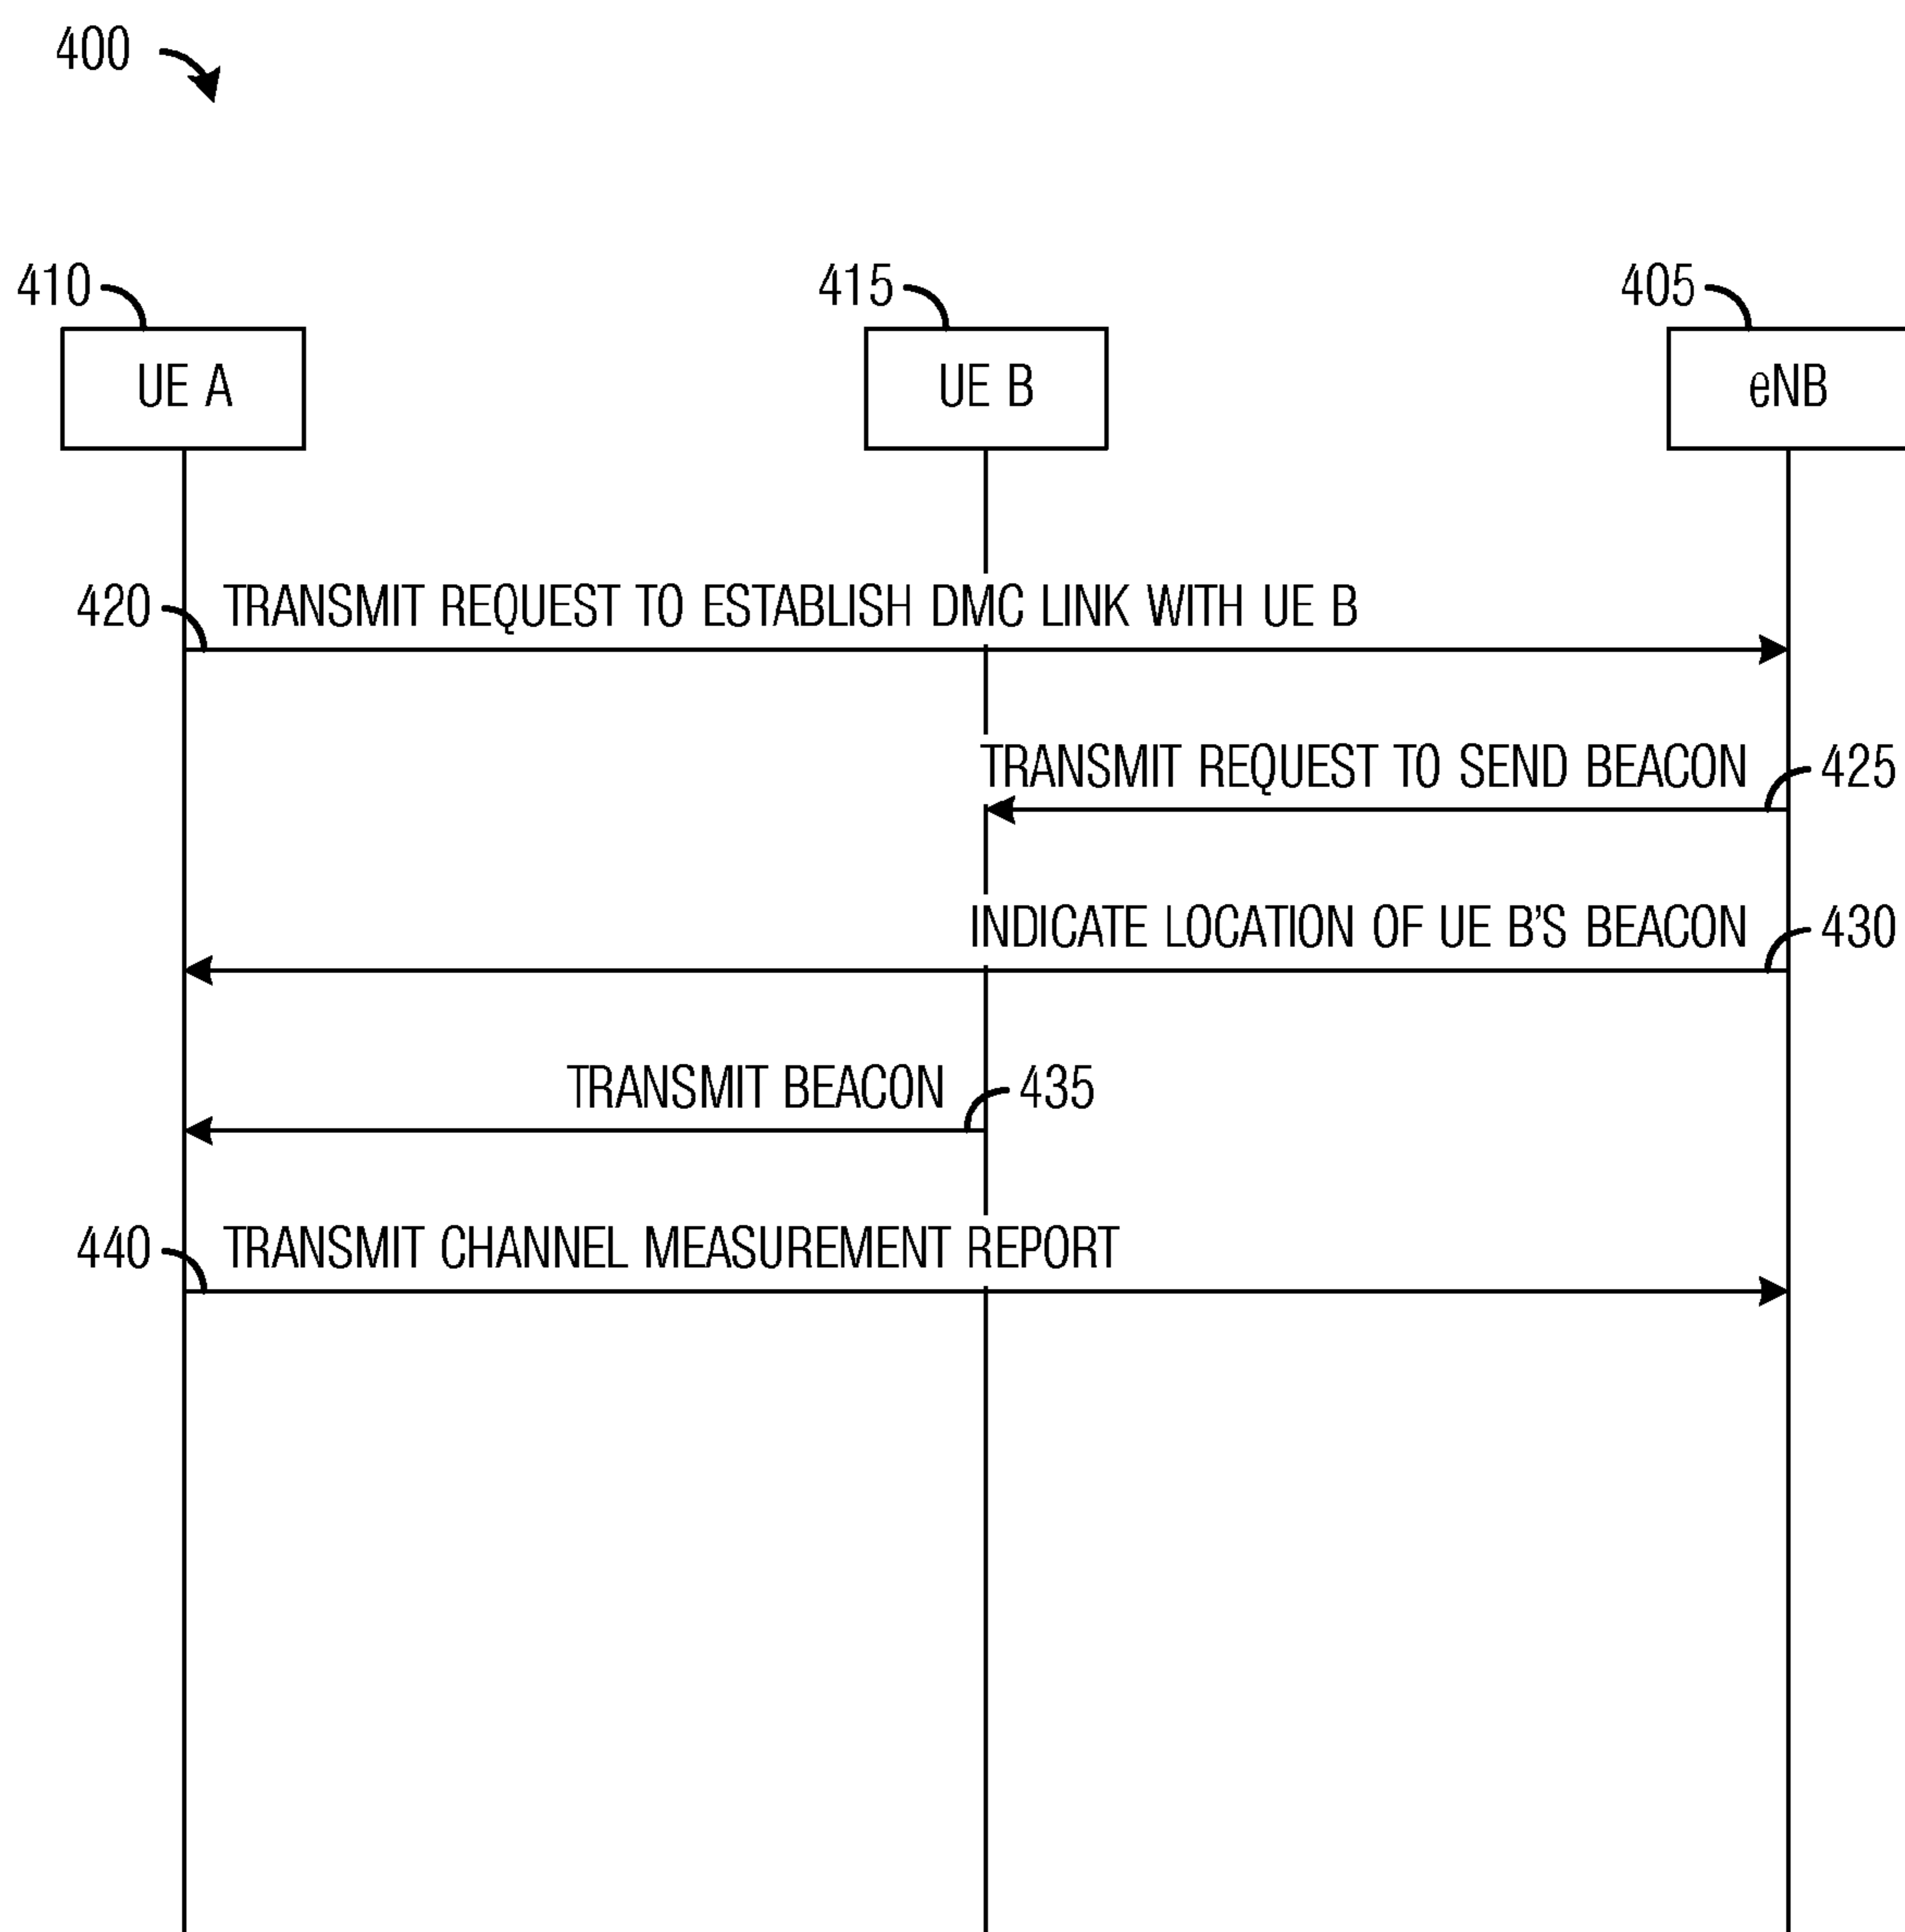 400
410
415
405
UE A
UE B
eNB
420 TRANSMIT REQUEST TO ESTABLISH DMC LINK WITH UE B
TRANSMIT REQUEST TO SEND BEACON 425
INDICATE LOCATION OF UE B'S BEACON 430
TRANSMIT BEACON 435
440 TRANSMIT CHANNEL MEASUREMENT REPORT